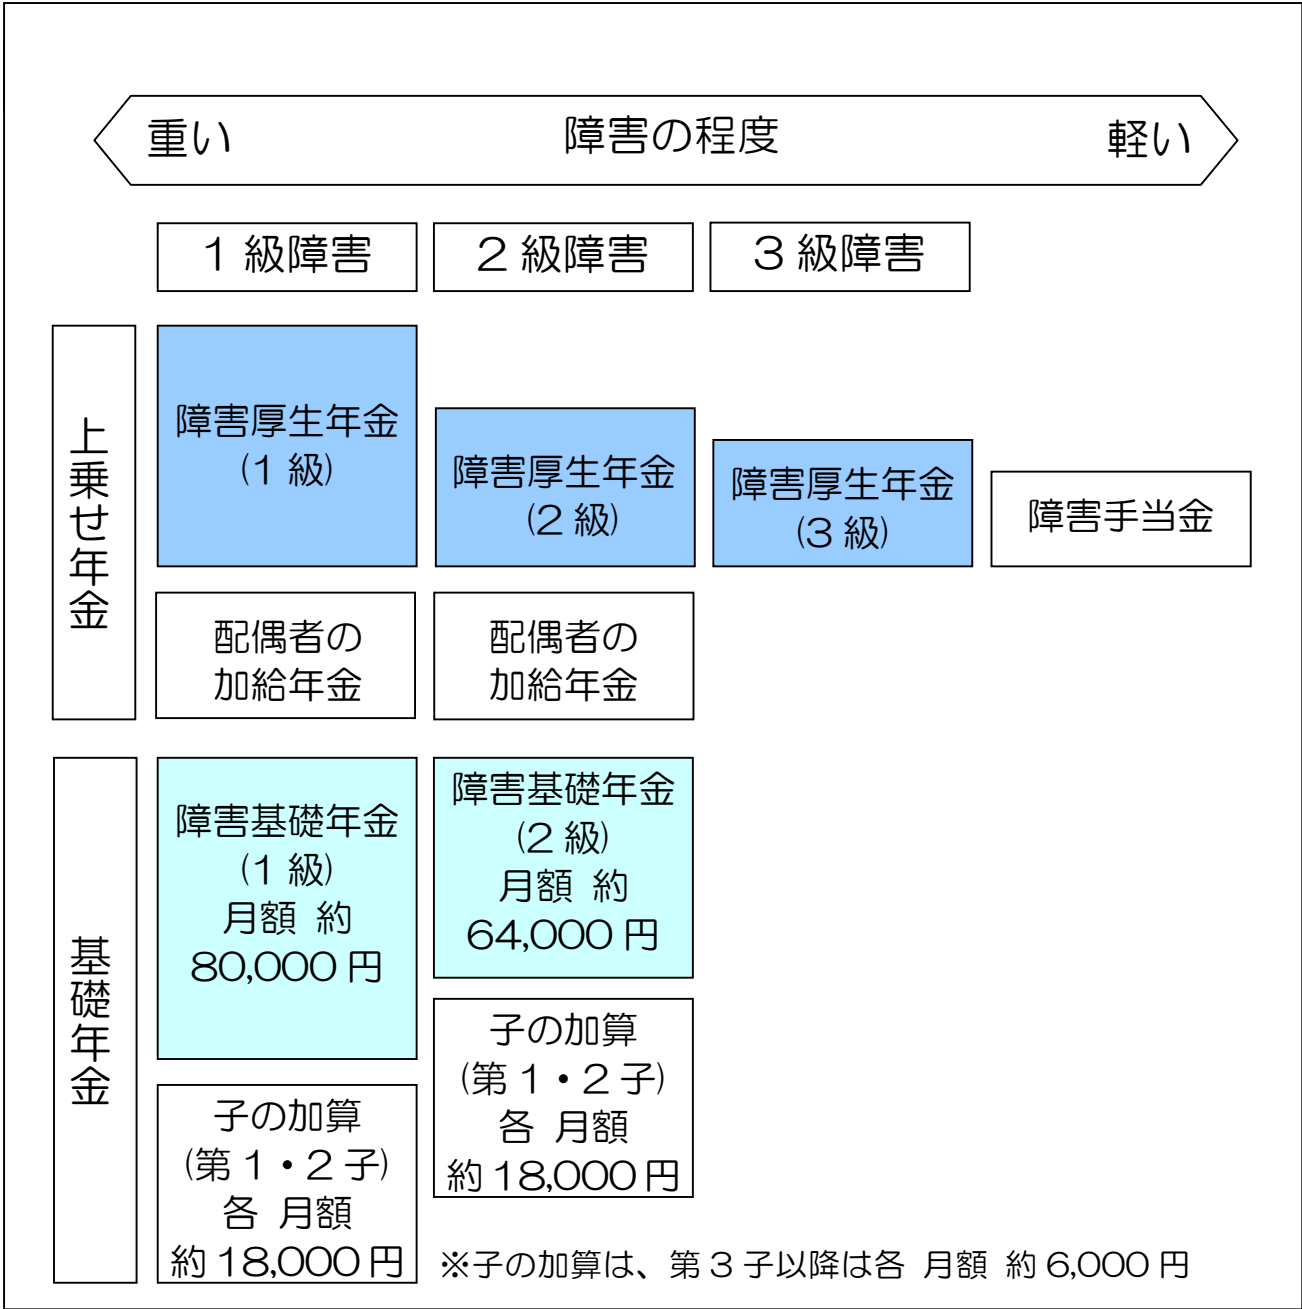 重い 障害の程度 軽い
1 級障害 2 級障害 3 級障害
上乗せ年金
障害厚生年金
(1 級)
障害厚生年金
(2 級)
障害厚生年金
(3 級)
障害手当金
配偶者の
加給年金
配偶者の
加給年金
基礎年金
障害基礎年金
(1 級)
月額 約
80,000 円
障害基礎年金
(2 級)
月額 約
64,000 円
子の加算
(第 1・2 子)
各 月額
約 18,000 円
子の加算
(第 1・2 子)
各 月額
約 18,000 円
※子の加算は、第 3 子以降は各 月額 約 6,000 円